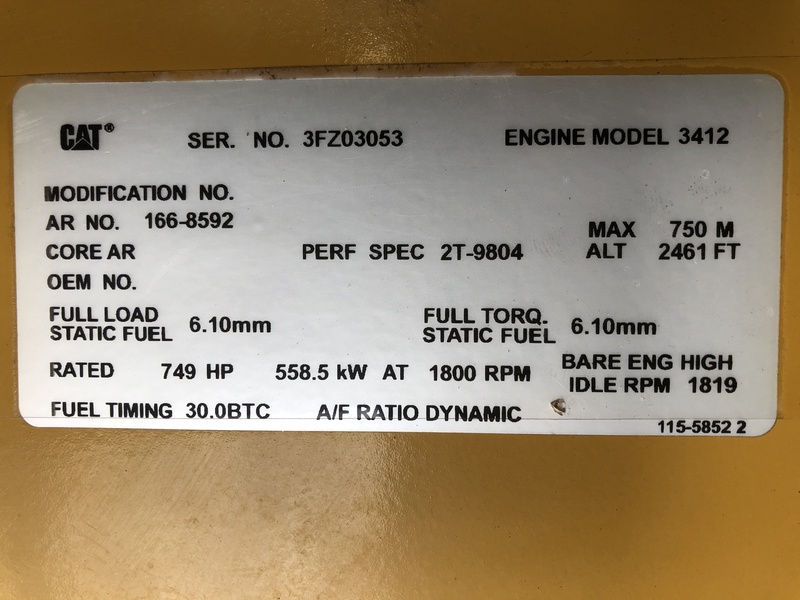 CAT® SER. NO. 3FZ03053 ENGINE MODEL 3412
MODIFICATION NO.
AR NO. 166-8592
MAX 750 M
CORE AR PERF SPEC 2T-9804 ALT 2461 FT
OEM NO.
FULL LOAD FULL TORQ.
STATIC FUEL 6.10mm STATIC FUEL 6.10mm
RATED 749 HP 558.5 kW AT 1800 RPM BARE ENG HIGH
IDLE RPM 1819
FUEL TIMING 30.0BTC A/F RATIO DYNAMIC
115-5852 2